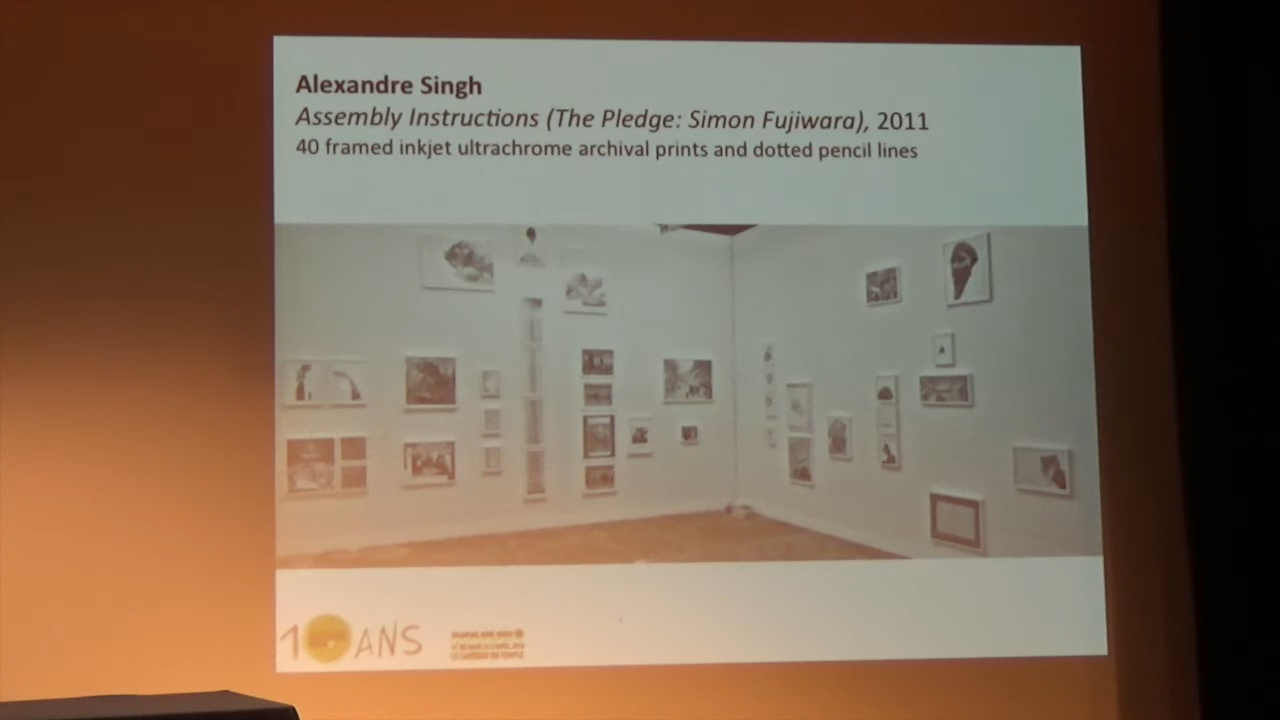 Alexandre Singh
Assembly Instructions (The Pledge: Simon Fujiwara), 2011
40 framed inkjet ultrachrome archival prints and dotted pencil lines
10 ANS